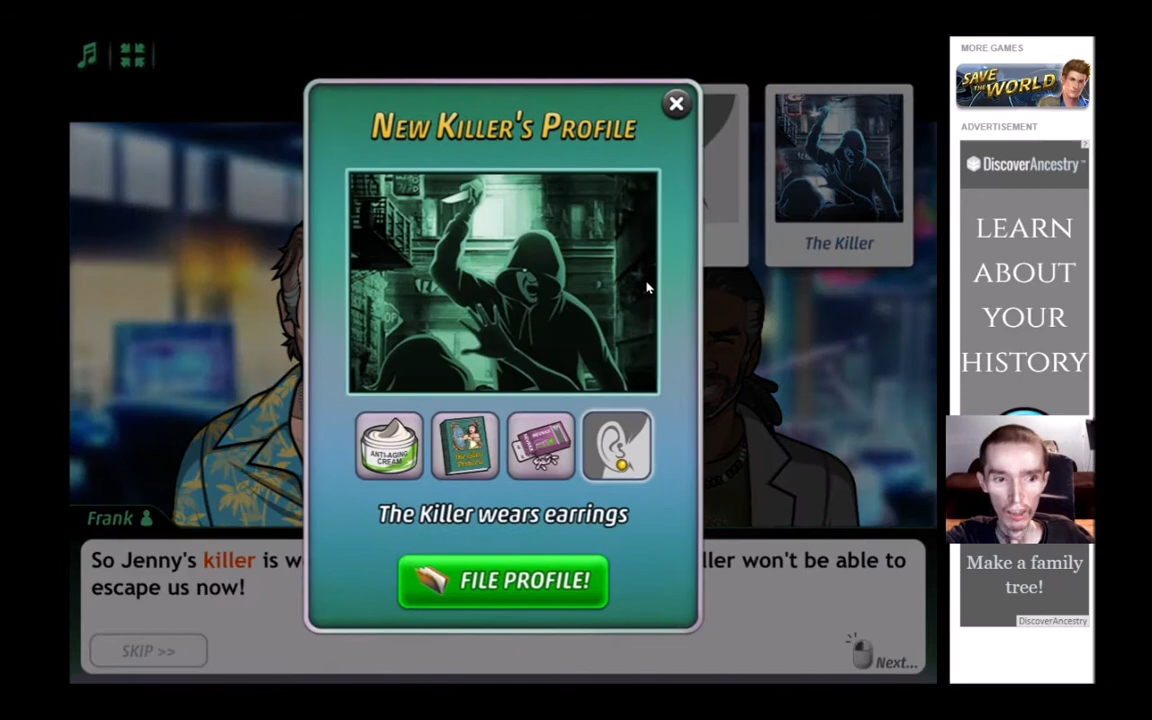 MORE GAMES
SAVE
THE WORLD
ADVERTISEMENT
DiscoverAncestry
LEARN
ABOUT
YOUR
HISTORY
Make a family
tree!
DiscoverAncestry
NEW KILLER'S PROFILE
The Killer
ANTI-AGING
CREAM
The Killer wears earrings
FILE PROFILE!
Frank
So Jenny's killer is w
ller won't be able to
escape us now!
SKIP >>
Next...